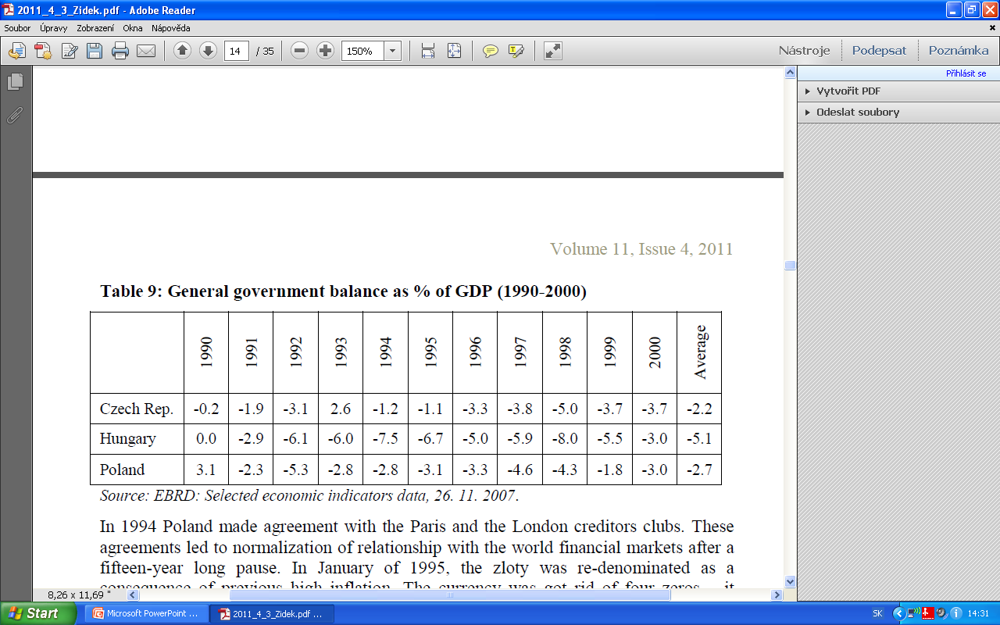 2011_4_3_Zidek.pdf - Adobe Reader
Soubor Úpravy Zobrazení Okna Nápověda
14 / 35 150% Nástroje Podepsat Poznámka
Přihlásit se
Vytvořit PDF
Odeslat soubory
Volume 11, Issue 4, 2011
Table 9: General government balance as % of GDP (1990-2000)
1990 1991 1992 1993 1994 1995 1996 1997 1998 1999 2000 Average
Czech Rep. -0.2 -1.9 -3.1 2.6 -1.2 -1.1 -3.3 -3.8 -5.0 -3.7 -3.7 -2.2
Hungary 0.0 -2.9 -6.1 -6.0 -7.5 -6.7 -5.0 -5.9 -8.0 -5.5 -3.0 -5.1
Poland 3.1 -2.3 -5.3 -2.8 -2.8 -3.1 -3.3 -4.6 -4.3 -1.8 -3.0 -2.7
Source: EBRD: Selected economic indicators data, 26. 11. 2007.
In 1994 Poland made agreement with the Paris and the London creditors clubs. These
agreements led to normalization of relationship with the world financial markets after a
fifteen-year long pause. In January of 1995, the zloty was re-denominated as a
consequence of previous high inflation. The currency was got rid of four zeros – it
8,26 x 11,69 "
Start Microsoft PowerPoint ... 2011_4_3_Zidek.pdf ... SK 14:31